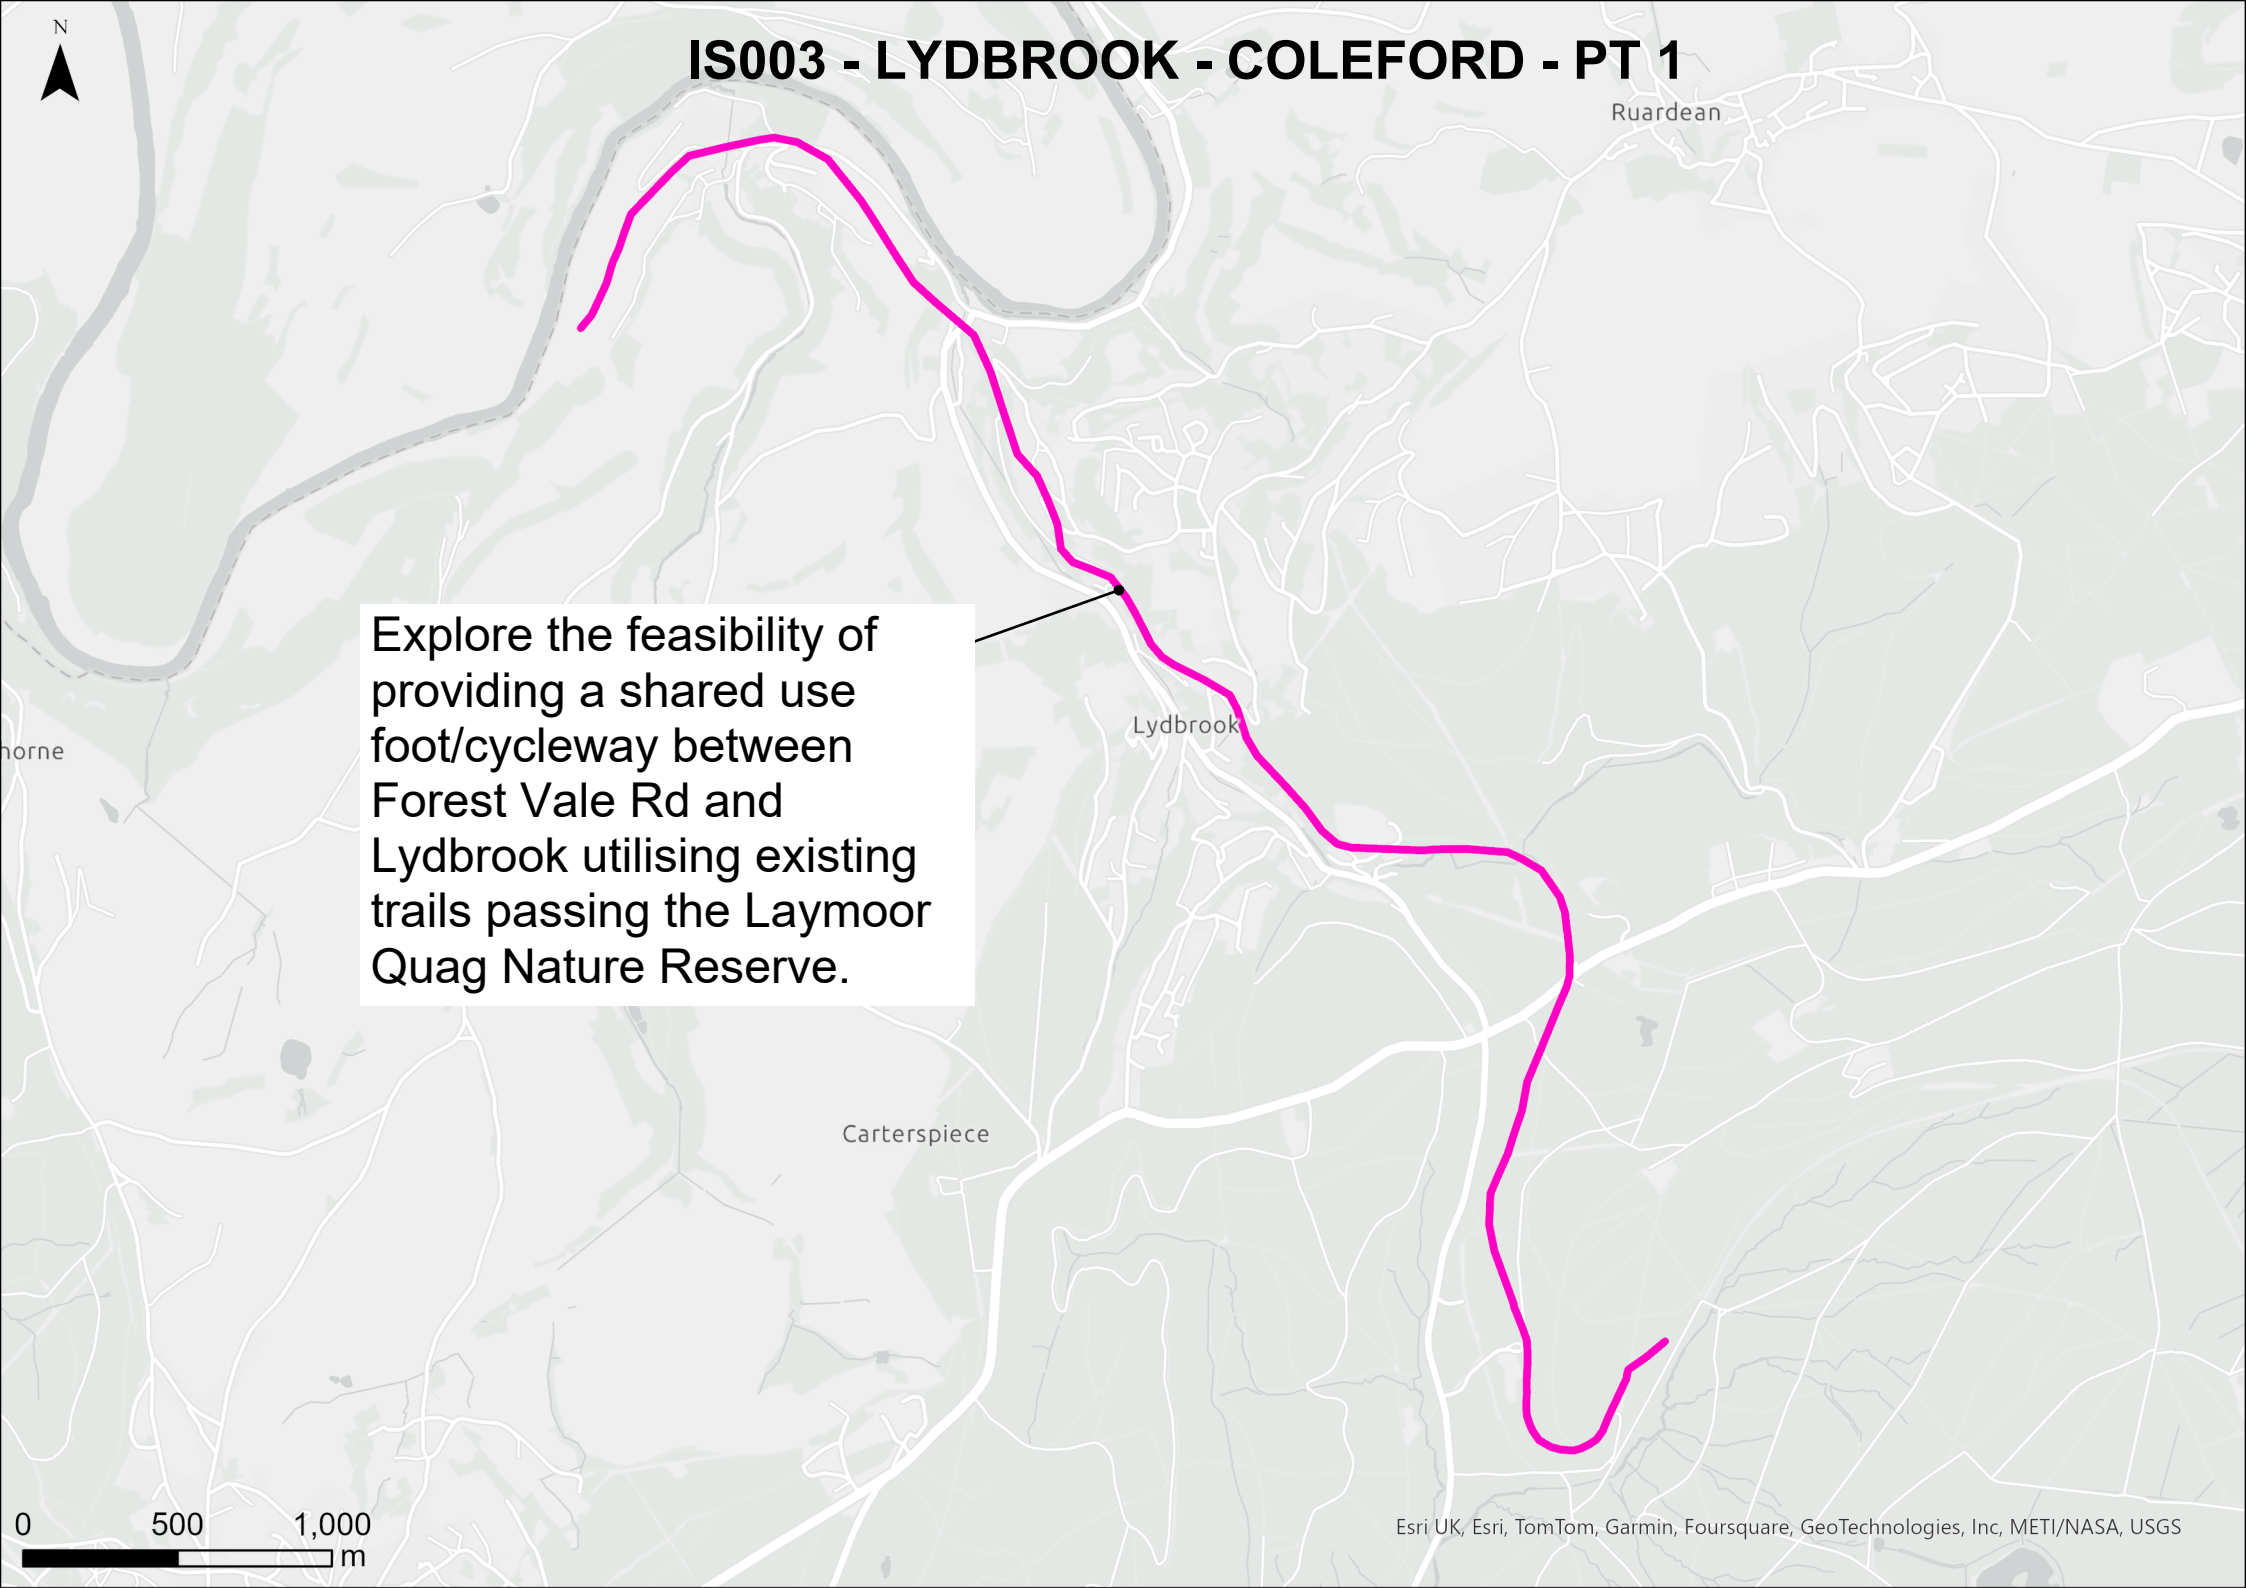 N
IS003 - LYDBROOK - COLEFORD - PT 1
Ruardean
Explore the feasibility of
providing a shared use
foot/cycleway between
Forest Vale Rd and
Lydbrook utilising existing
trails passing the Laymoor
Quag Nature Reserve.
Lydbrook
horne
Carterspiece
0 500 1,000
m
Esri UK, Esri, TomTom, Garmin, Foursquare, GeoTechnologies, Inc, METI/NASA, USGS